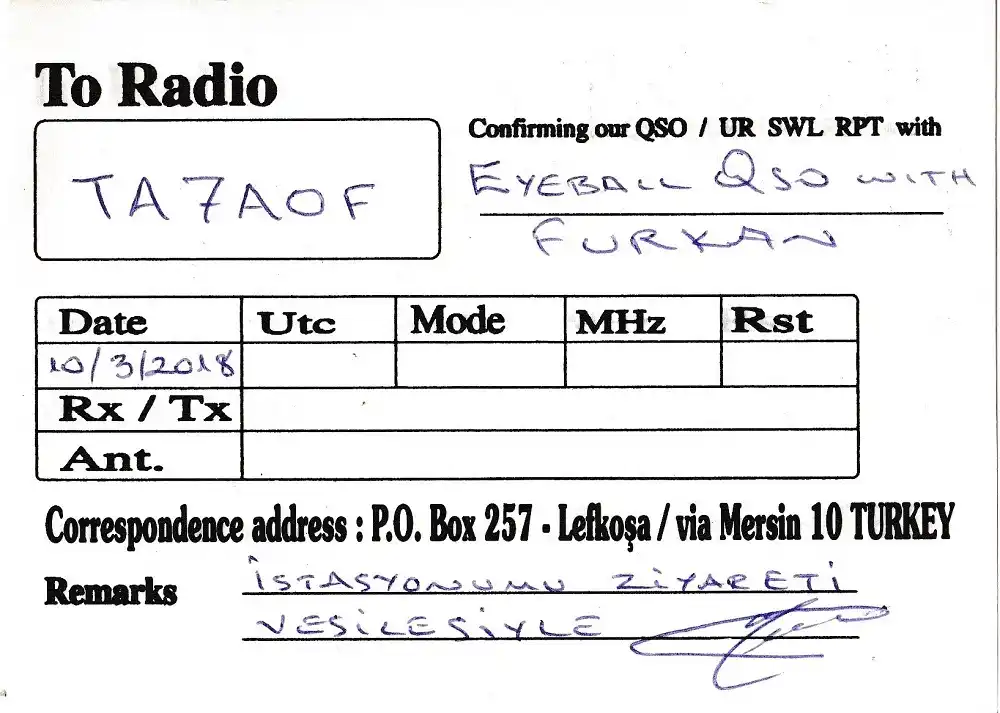 To Radio
TA7AOF
Confirming our QSO / UR SWL RPT with
EYEBALL QSO WITH
FURKAN
Date Utc Mode MHz Rst
10/3/2018
Rx / Tx
Ant.
Correspondence address : P.O. Box 257 - Lefkoşa / via Mersin 10 TURKEY
Remarks İSTASYONUMU ZİYARETİ
VESİLESİYLE